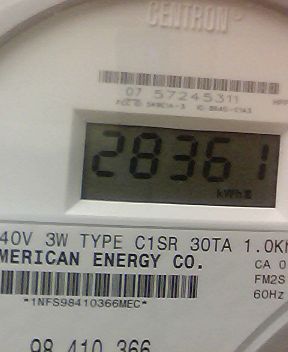 CENTRON
07 57245311
28361
kWh
40V 3W TYPE C1SR 30TA 1.0K
MERICAN ENERGY CO.
CA 0
FM2S
60Hz
*1NFS98410366MEC*
98 410 366